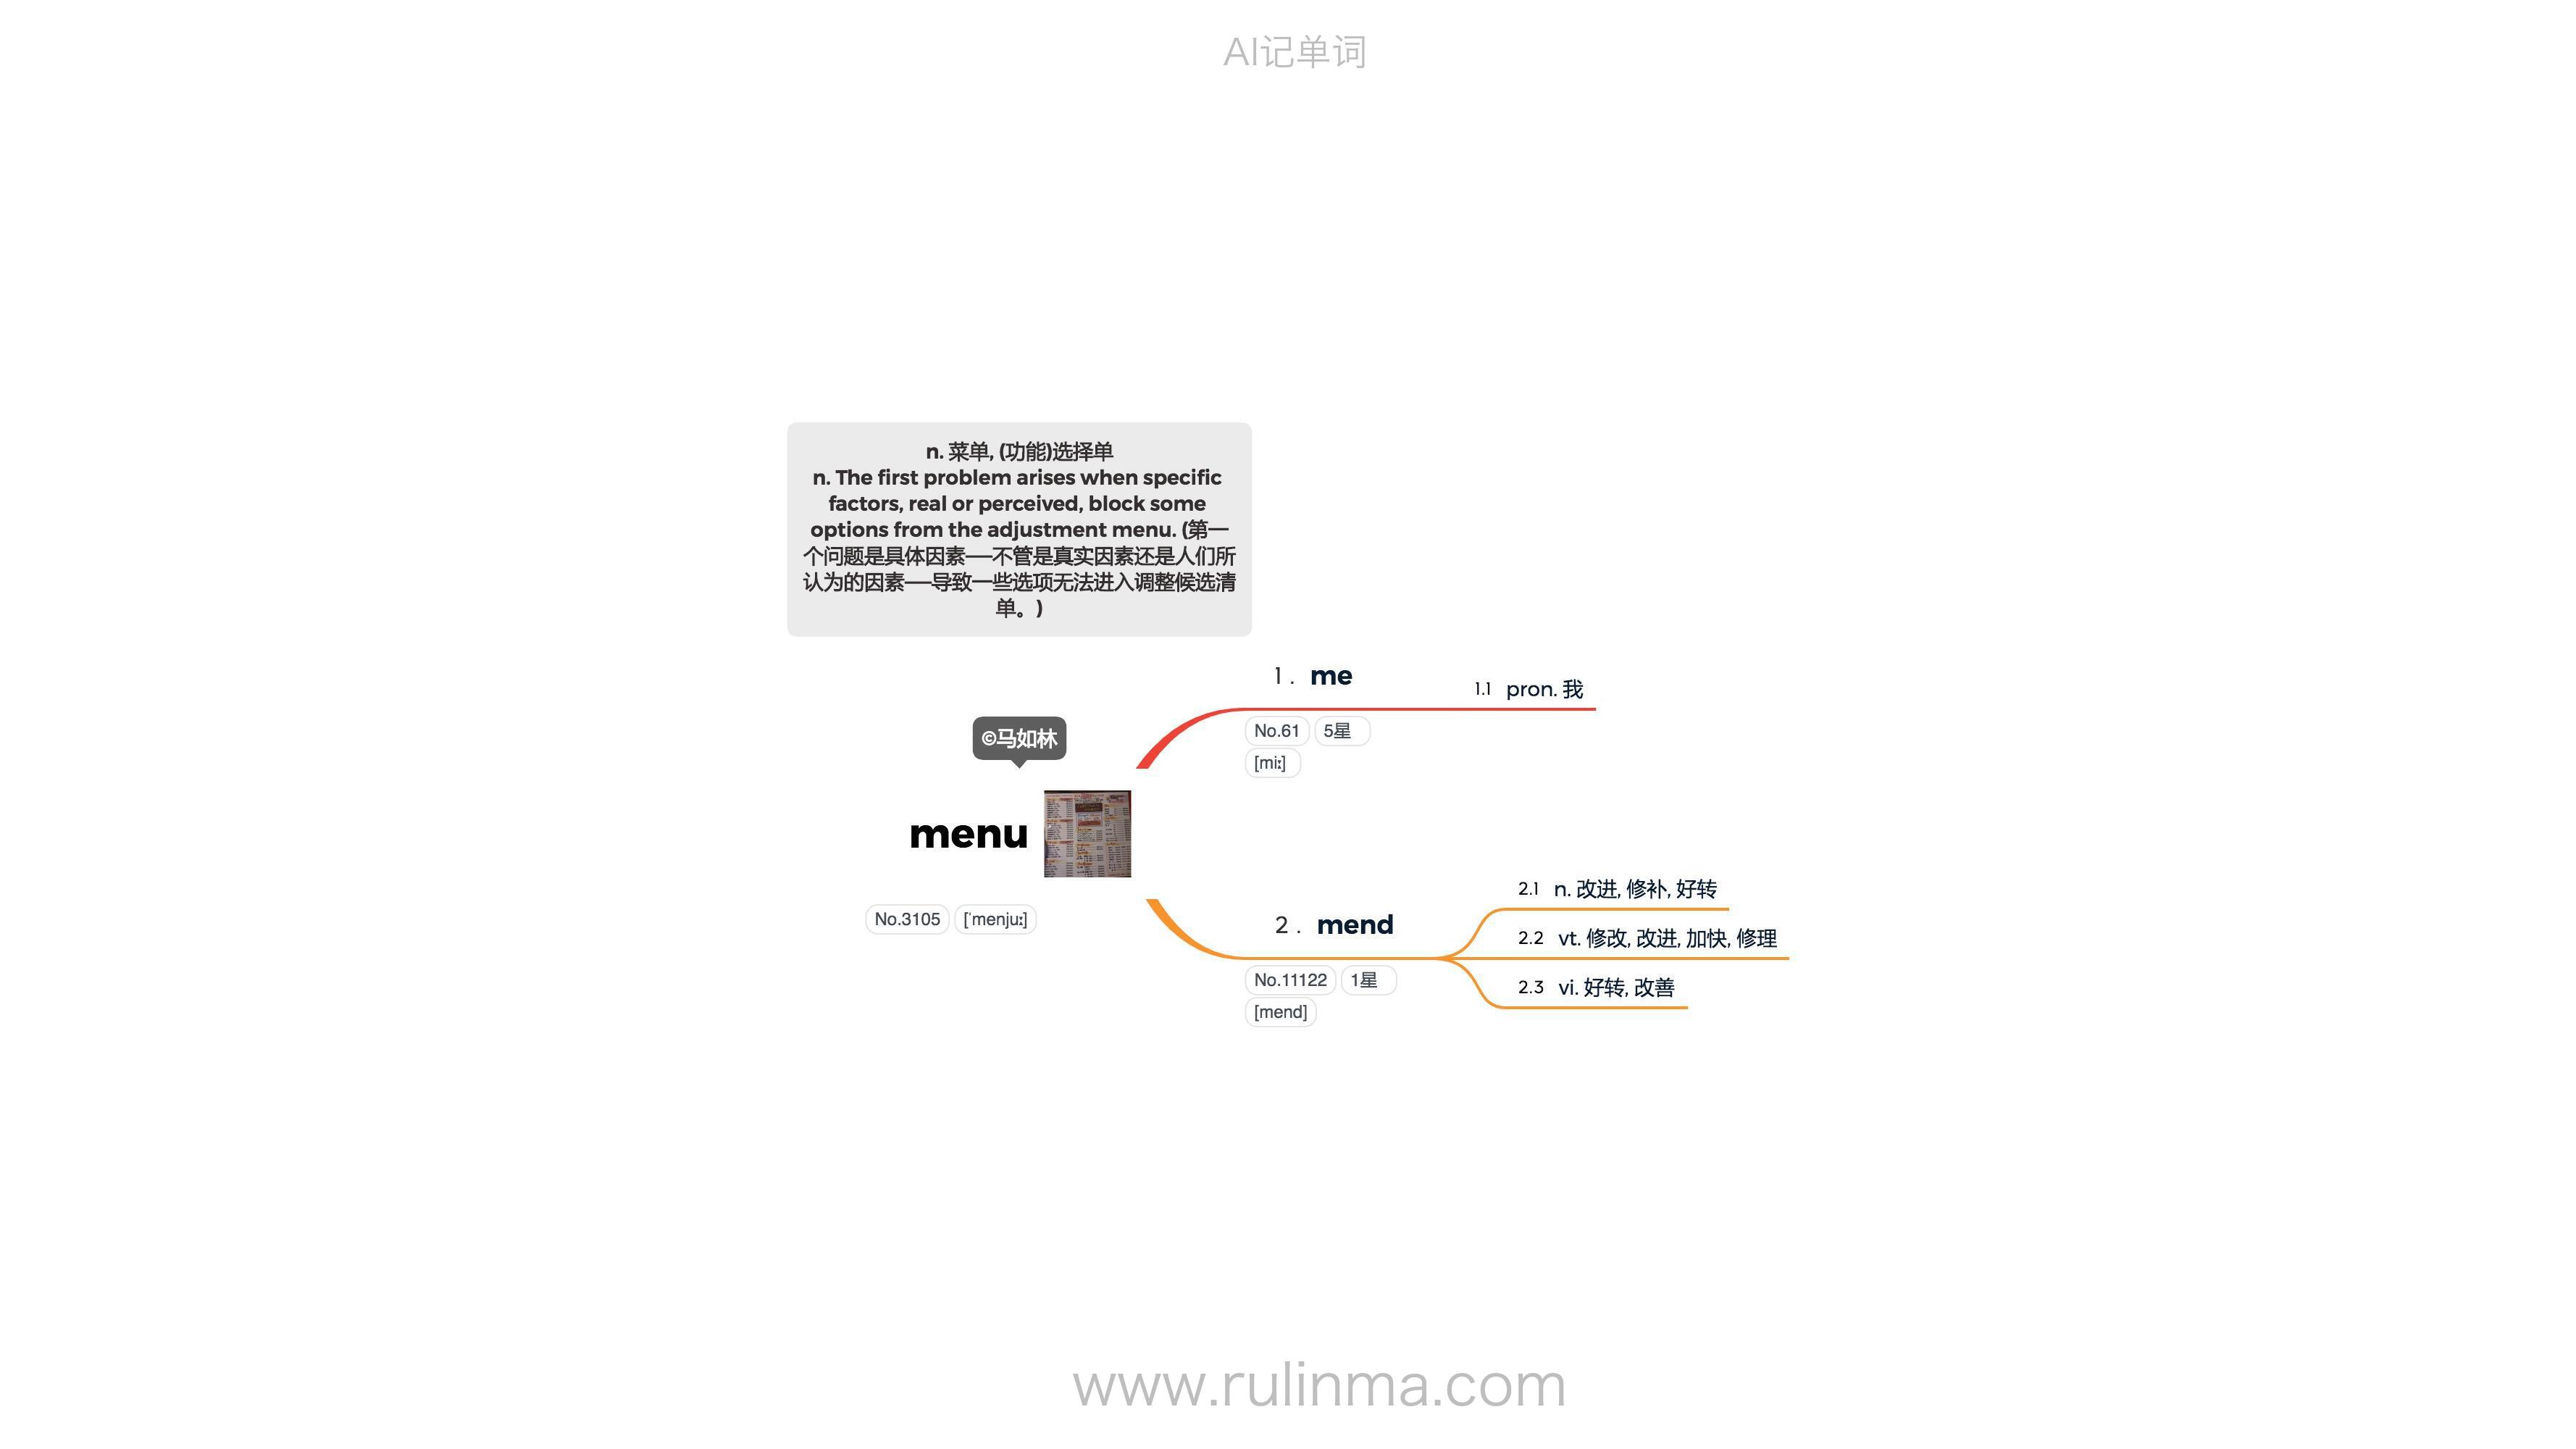 AI记单词
n. 菜单, (功能)选择单
n. The first problem arises when specific
factors, real or perceived, block some
options from the adjustment menu. (第一
个问题是具体因素——不管是真实因素还是人们所
认为的因素——导致一些选项无法进入调整候选清
单。)
1 . me
1.1 pron. 我
No.61 5星
[miː]
©马如林
menu
No.3105 [ˈmenjuː]
2 . mend
2.1 n. 改进, 修补, 好转
2.2 vt. 修改, 改进, 加快, 修理
2.3 vi. 好转, 改善
No.11122 1星
[mend]
www.rulinma.com